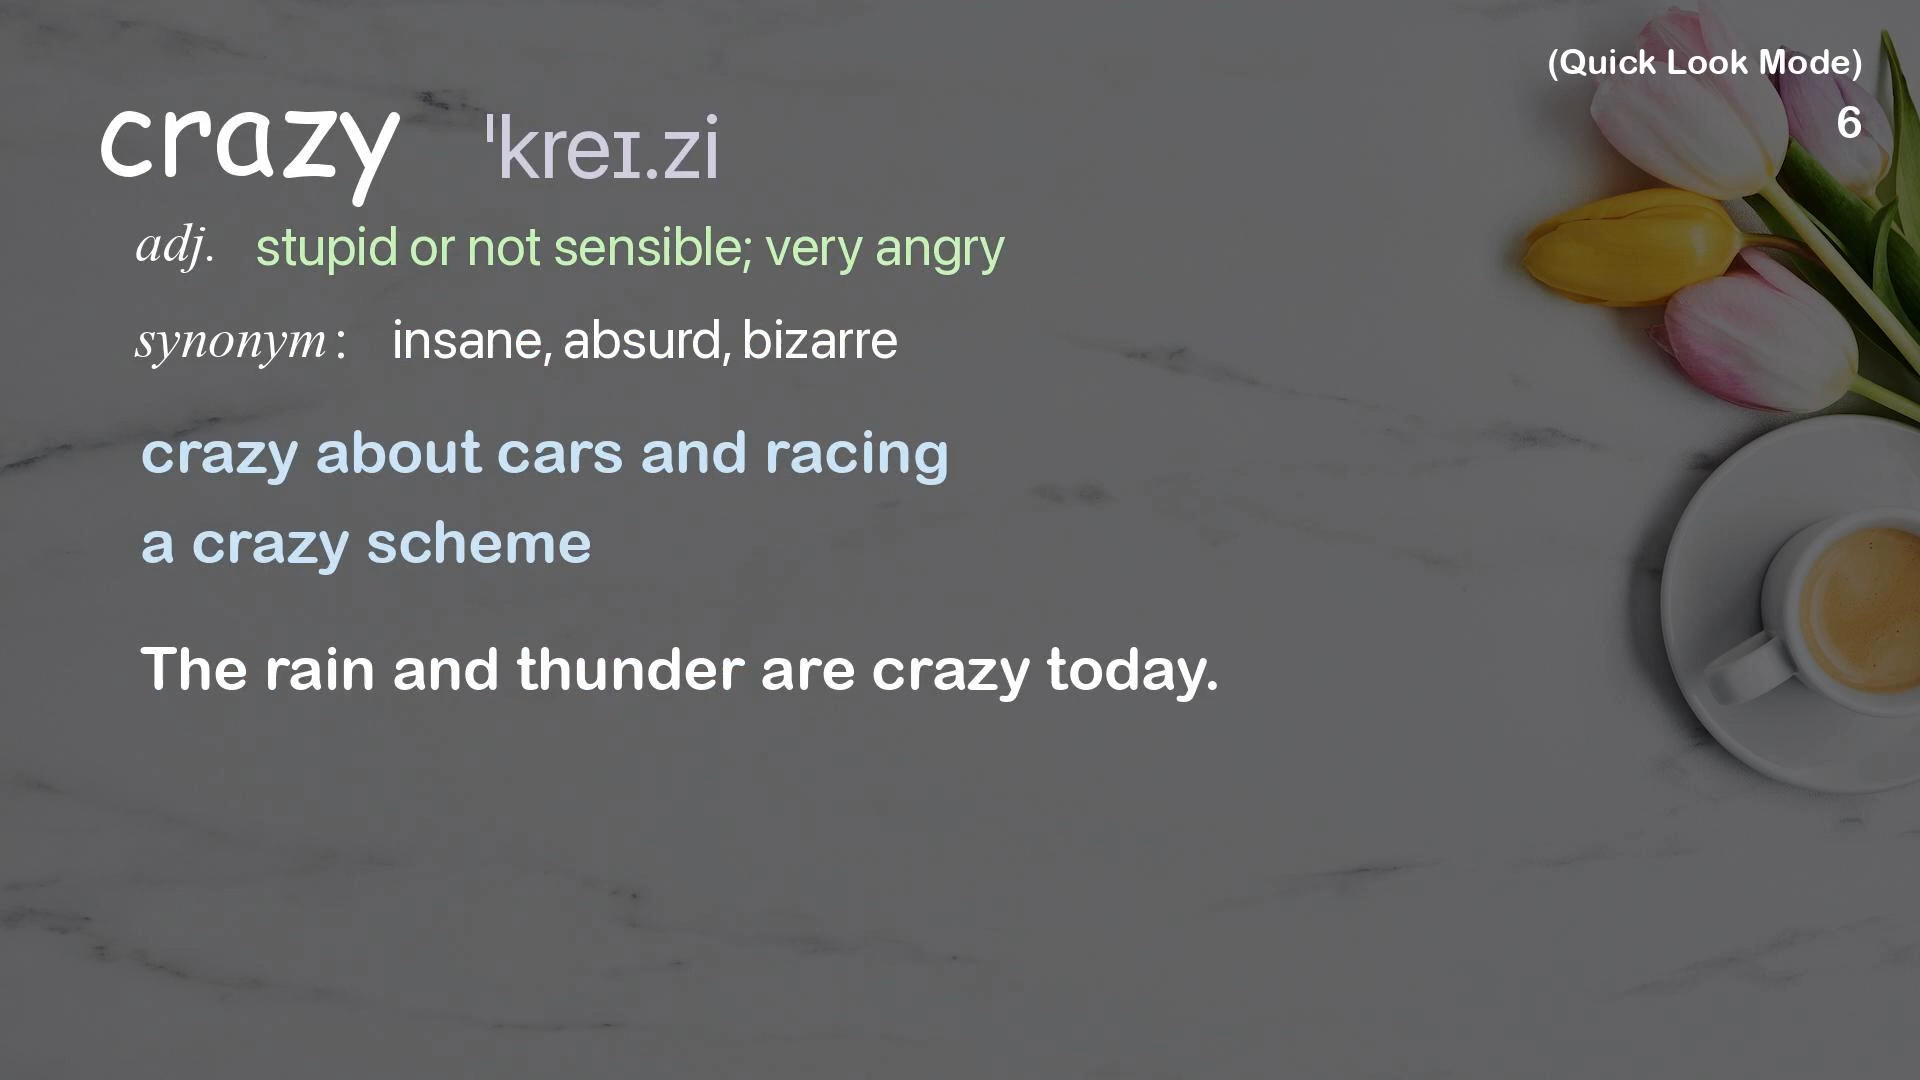 (Quick Look Mode)
6
crazy ˈkreɪ.zi
adj. stupid or not sensible; very angry
synonym: insane, absurd, bizarre
crazy about cars and racing
a crazy scheme
The rain and thunder are crazy today.